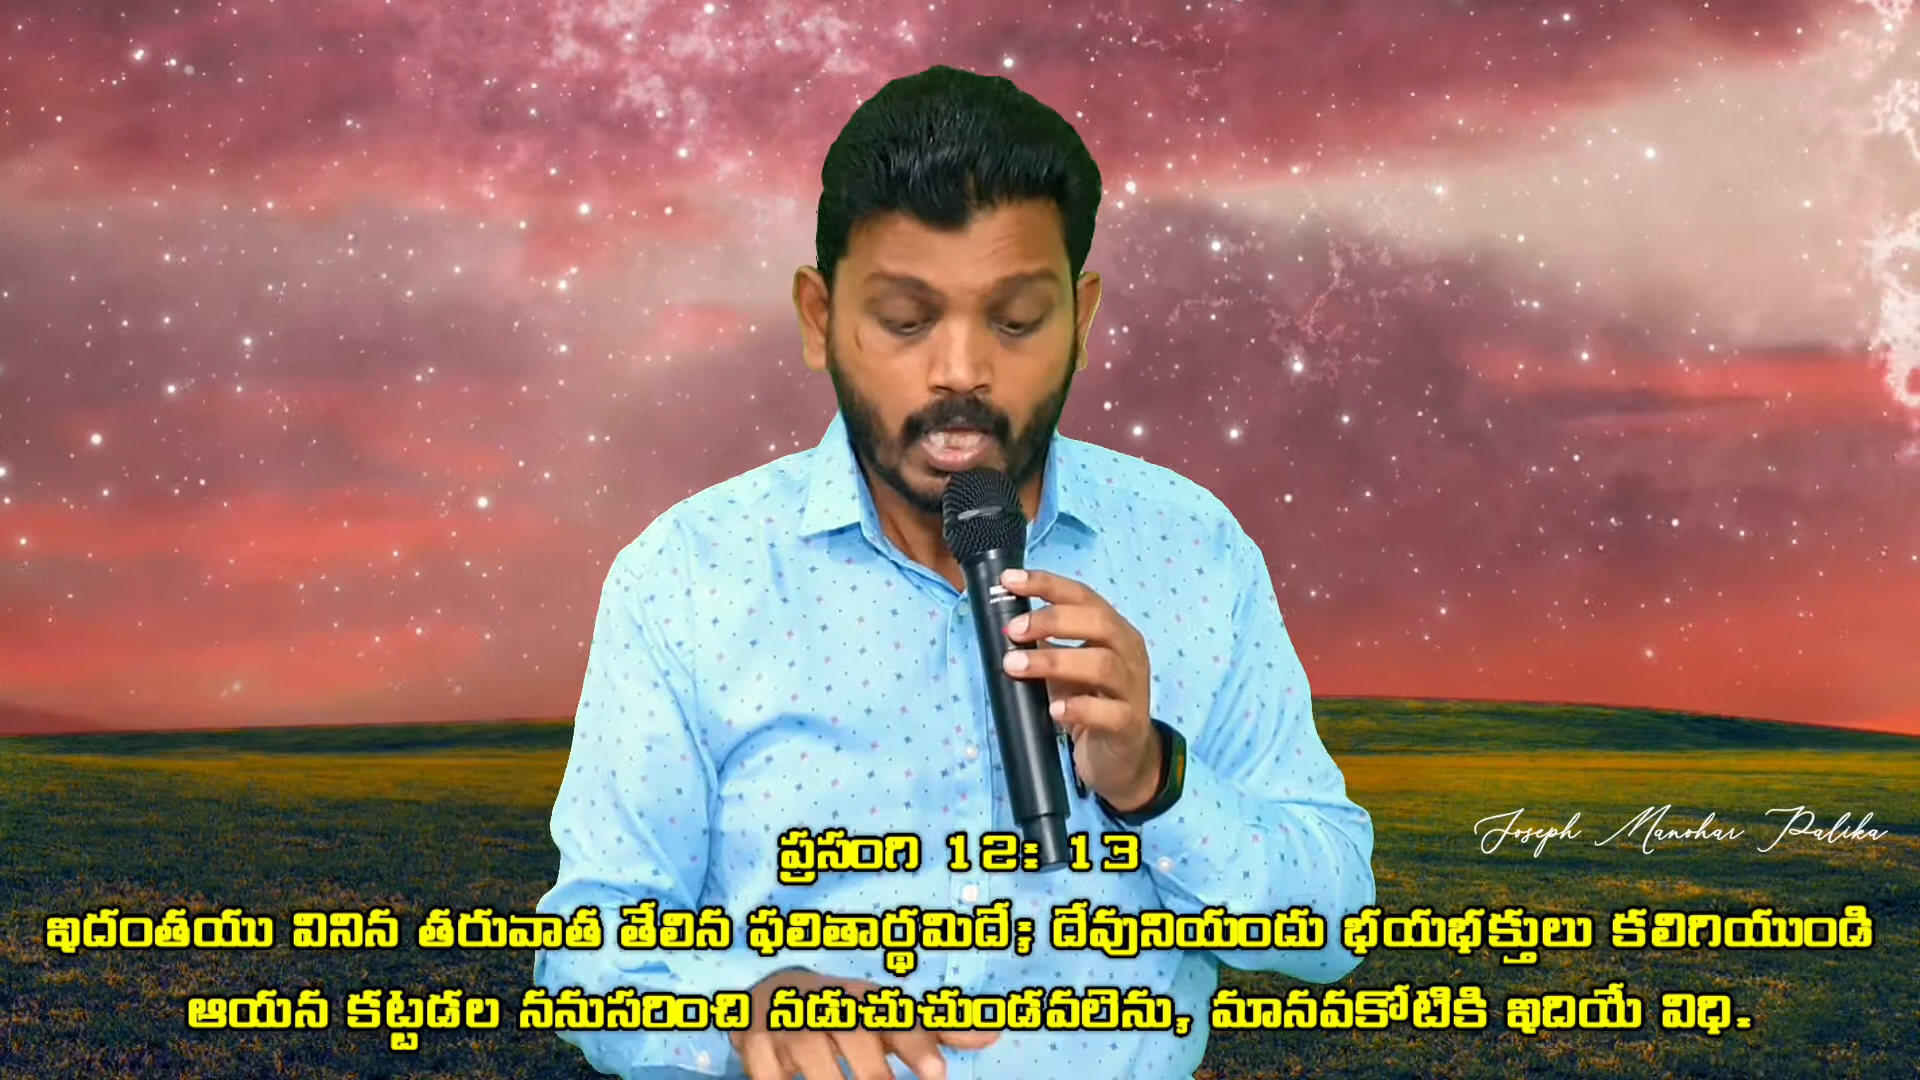 Joseph Manohar Palika
ప్రసంగి 12: 13
ఇదంతయు వినిన తరువాత తేలిన ఫలితార్థమిదే; దేవునియందు భయభక్తులు కలిగియుండి
ఆయన కట్టడల ననుసరించి నడుచుచుండవలెను, మానవకోటికి ఇదియే విధి.